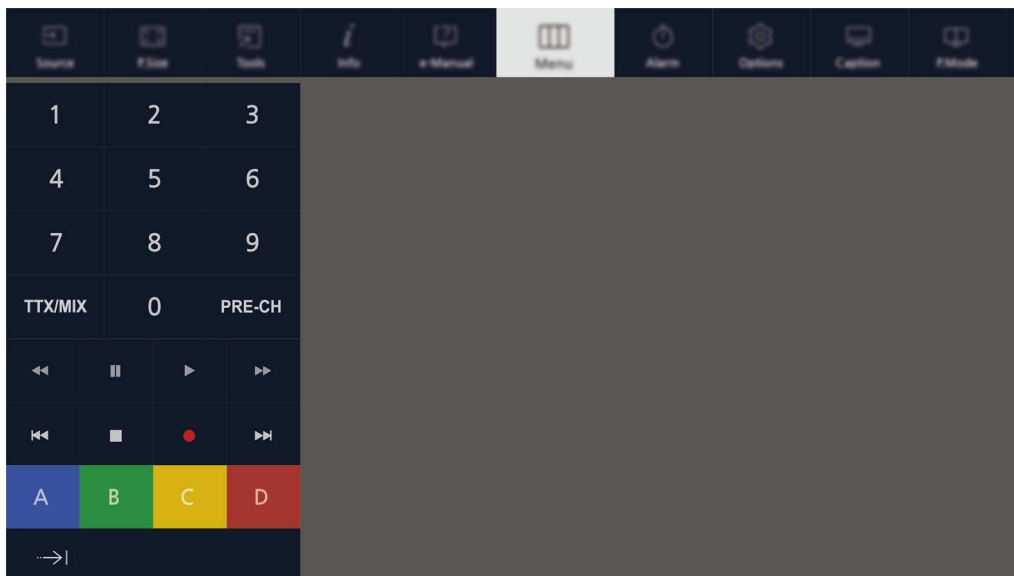 Source P.Size Tools Info e-Manual Menu Alarm Options Caption P.Mode
1 2 3
4 5 6
7 8 9
TTX/MIX 0 PRE-CH
A B C D